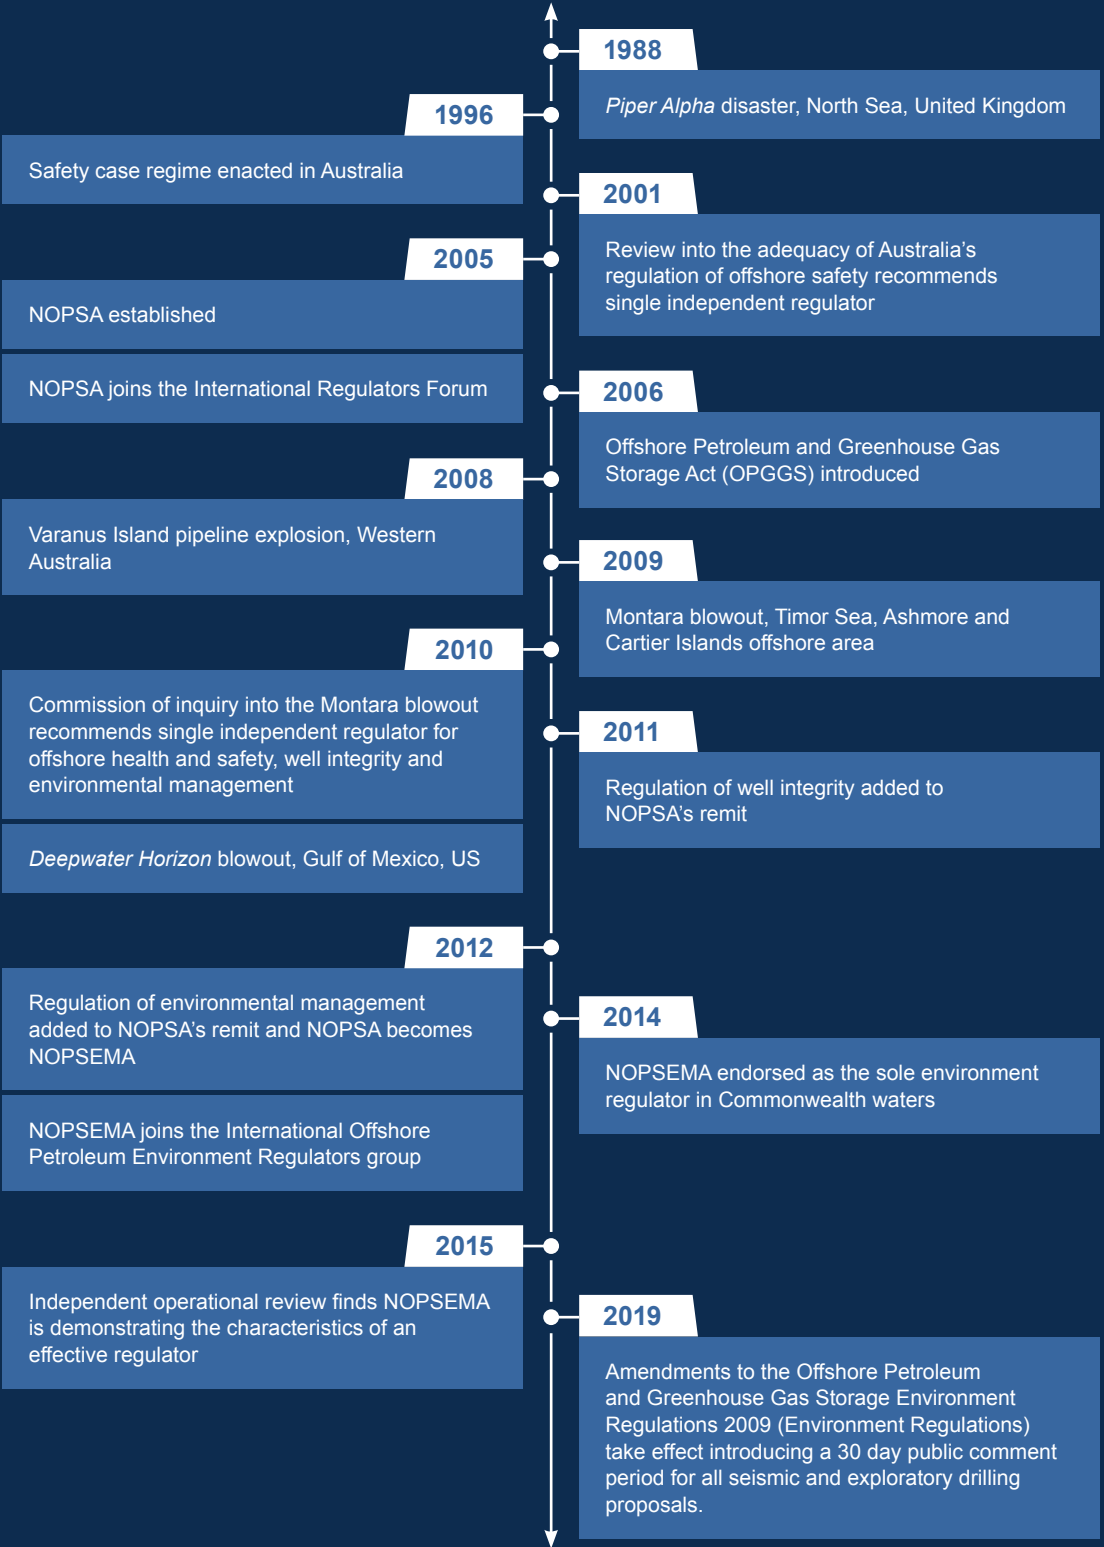 1988
Piper Alpha disaster, North Sea, United Kingdom
1996
Safety case regime enacted in Australia
2001
Review into the adequacy of Australia’s
regulation of offshore safety recommends
single independent regulator
2005
NOPSA established
NOPSA joins the International Regulators Forum
2006
Offshore Petroleum and Greenhouse Gas
Storage Act (OPGGS) introduced
2008
Varanus Island pipeline explosion, Western
Australia
2009
Montara blowout, Timor Sea, Ashmore and
Cartier Islands offshore area
2010
Commission of inquiry into the Montara blowout
recommends single independent regulator for
offshore health and safety, well integrity and
environmental management
Deepwater Horizon blowout, Gulf of Mexico, US
2011
Regulation of well integrity added to
NOPSA’s remit
2012
Regulation of environmental management
added to NOPSA’s remit and NOPSA becomes
NOPSEMA
NOPSEMA joins the International Offshore
Petroleum Environment Regulators group
2014
NOPSEMA endorsed as the sole environment
regulator in Commonwealth waters
2015
Independent operational review finds NOPSEMA
is demonstrating the characteristics of an
effective regulator
2019
Amendments to the Offshore Petroleum
and Greenhouse Gas Storage Environment
Regulations 2009 (Environment Regulations)
take effect introducing a 30 day public comment
period for all seismic and exploratory drilling
proposals.